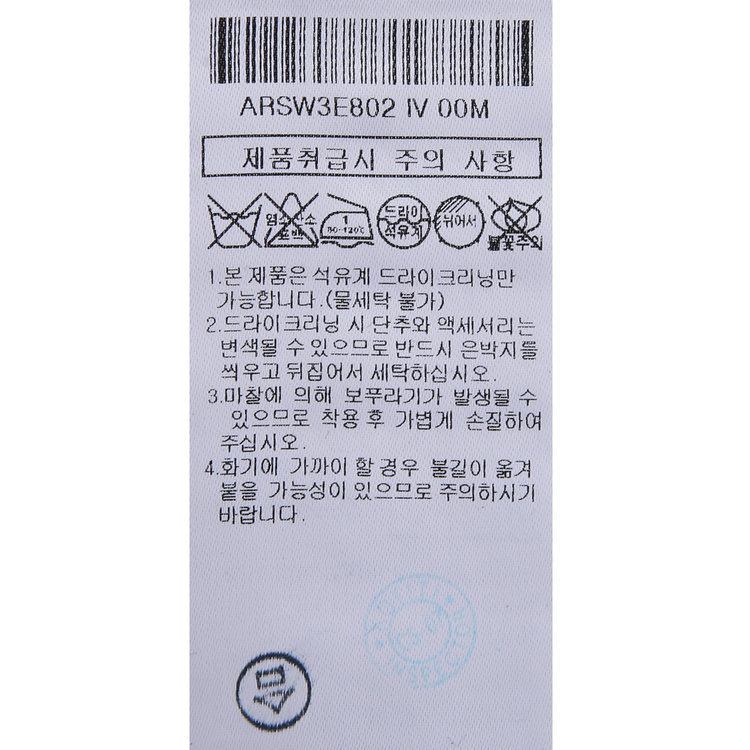 ARSW3E802 IV 00M
제품취급시 주의 사항
염소산소
표백
1
80-120℃
드라이
석유계
뉘어서
불꽃주의
1.본 제품은 석유계 드라이크리닝만
가능합니다.(물세탁 불가)
2.드라이크리닝 시 단추와 액세서리는
변색될 수 있으므로 반드시 은박지를
씌우고 뒤집어서 세탁하십시오.
3.마찰에 의해 보푸라기가 발생될 수
있으므로 착용 후 가볍게 손질하여
주십시오.
4.화기에 가까이 할 경우 불길이 옮겨
붙을 가능성이 있으므로 주의하시기
바랍니다.
合